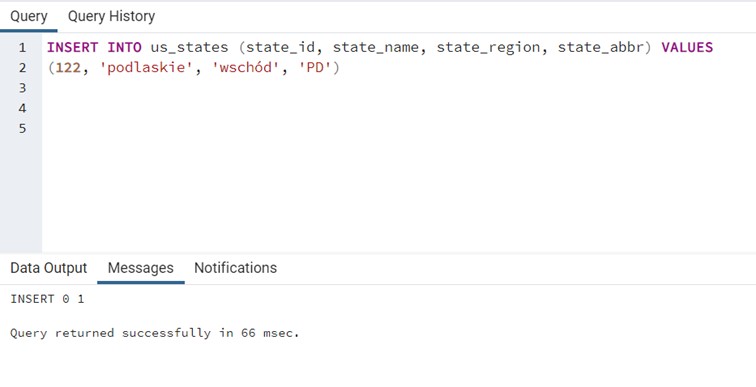 Query Query History
1 INSERT INTO us_states (state_id, state_name, state_region, state_abbr) VALUES
2 (122, 'podlaskie', 'wschód', 'PD')
3
4
5
Data Output Messages Notifications
INSERT 0 1
Query returned successfully in 66 msec.